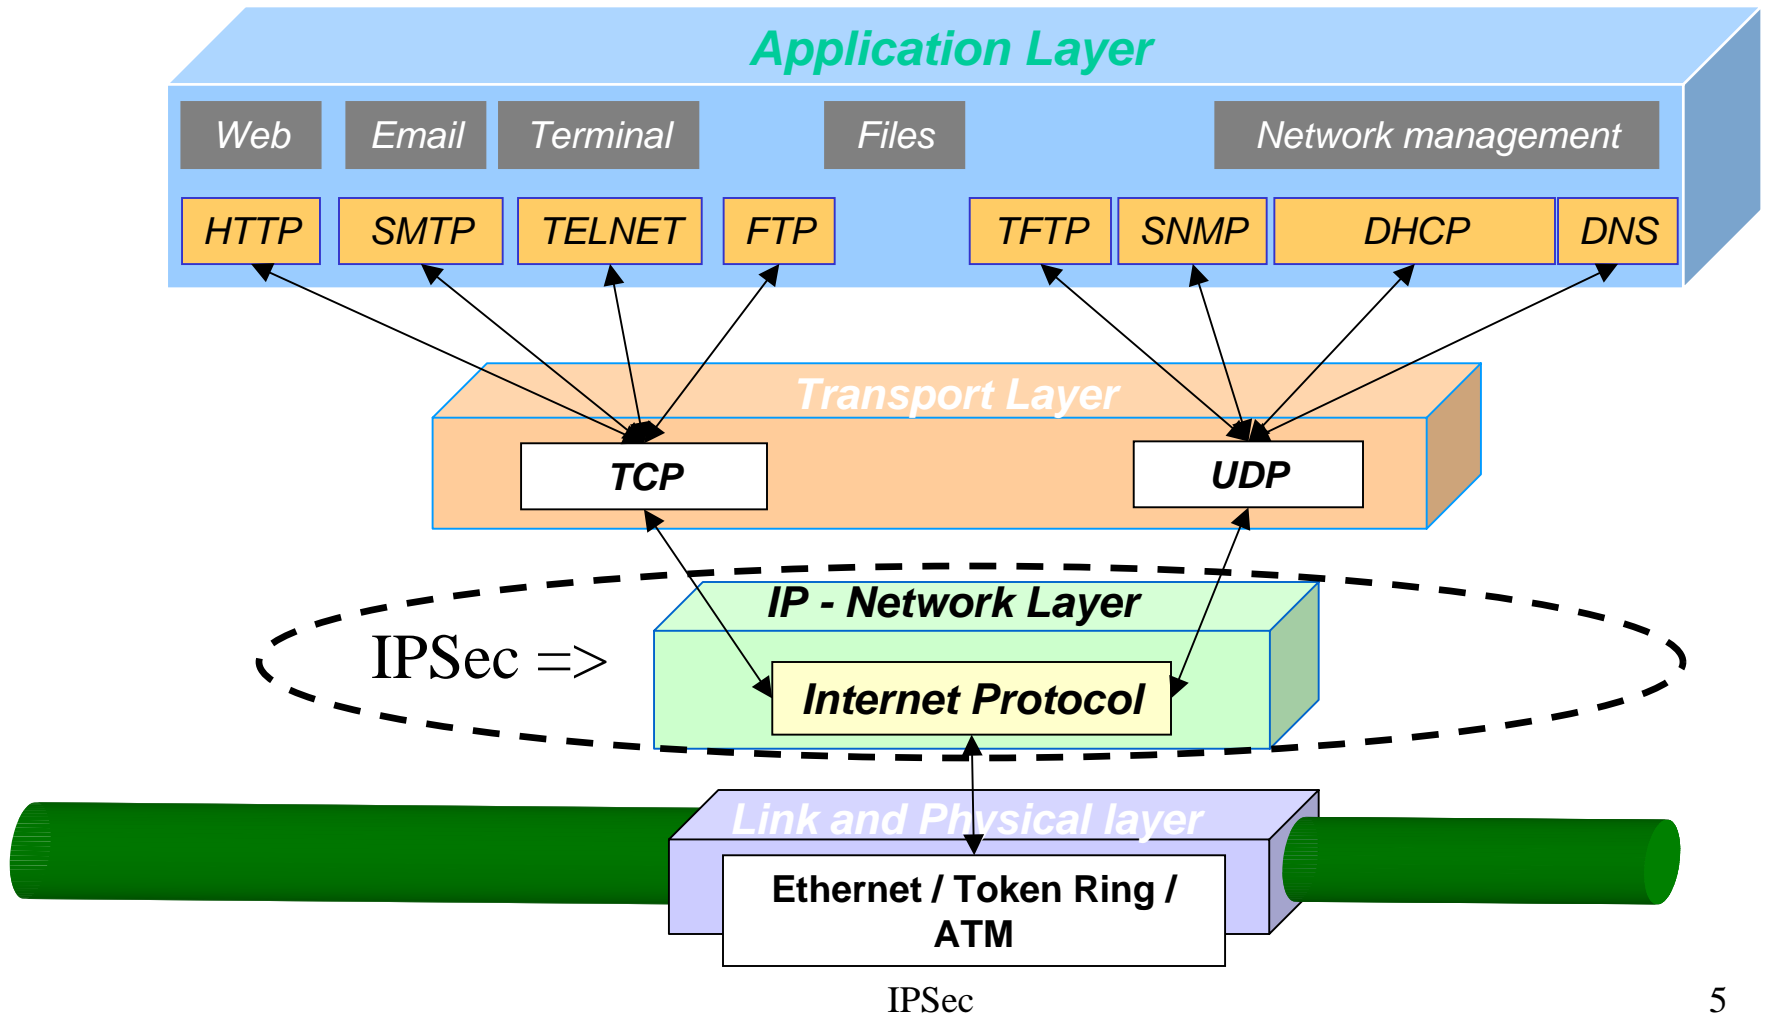 Application Layer
Web Email Terminal Files Network management
HTTP SMTP TELNET FTP TFTP SNMP DHCP DNS
Transport Layer
TCP UDP
IP - Network Layer
IPSec =>
Internet Protocol
Link and Physical layer
Ethernet / Token Ring /
ATM
IPSec 5